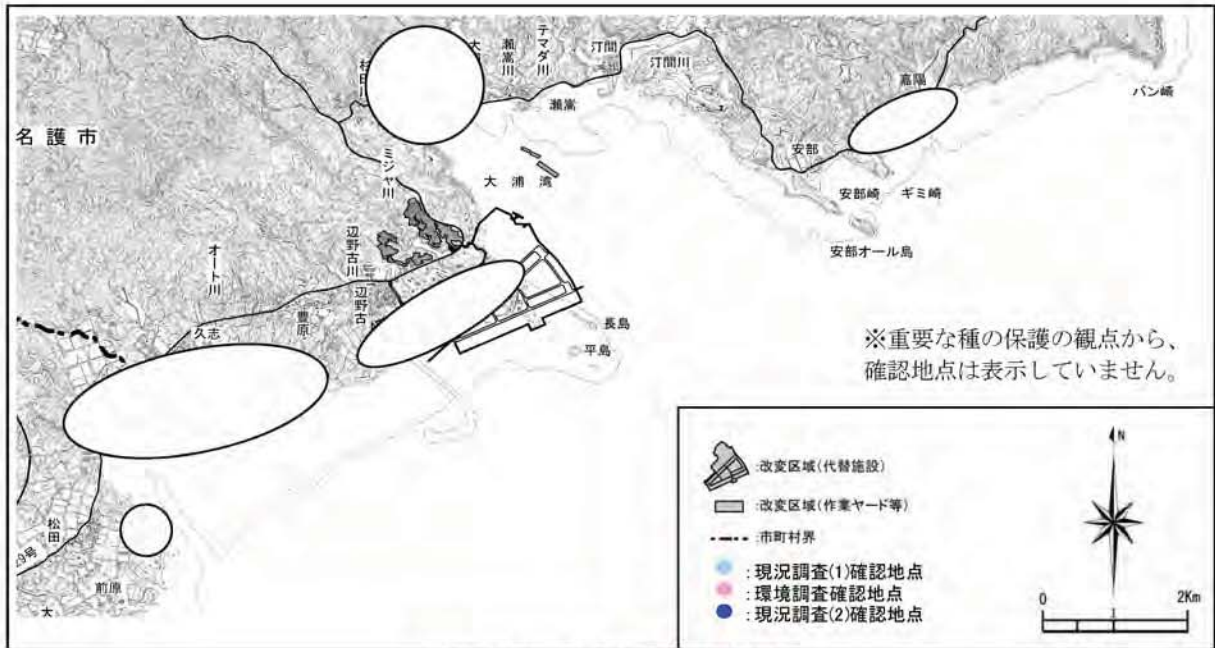 名護市
杉田川
大
瀬嵩川
テマダ川
汀間
汀間川
瀬嵩
嘉陽
バン崎
安部
安部崎
ギミ崎
安部オール島
大浦湾
ミジャ川
辺野古川
辺野古
オート川
豊原
久志
長島
平島
松田
29号
前原
大
※重要な種の保護の観点から、
確認地点は表示していません。
:改変区域(代替施設)
:改変区域(作業ヤード等)
:市町村界
:現況調査(1)確認地点
:環境調査確認地点
:現況調査(2)確認地点
N
0 1 2Km